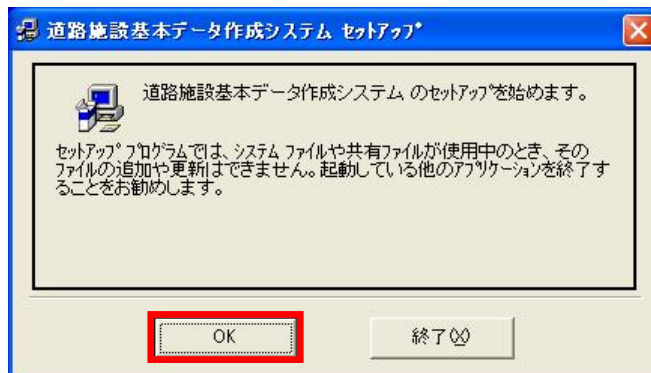 道路施設基本データ作成システム セットアップ
道路施設基本データ作成システム のセットアップを始めます。
セットアップ プログラムでは、システム ファイルや共有ファイルが使用中のとき、その
ファイルの追加や更新はできません。起動している他のアプリケーションを終了す
ることをお勧めします。
OK
終了(X)